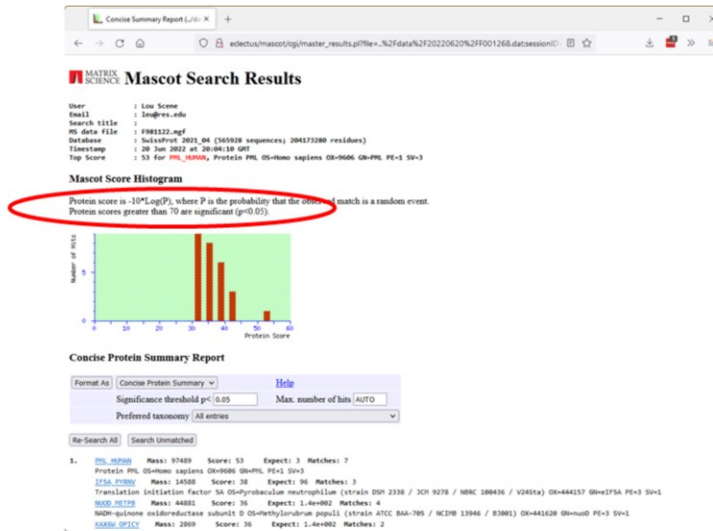 Concise Summary Report (../da
eclectus/mascot/cgi/master_results.pl?file=..%2Fdata%2F20220620%2FF001268.dat;sessionID
MATRIX SCIENCE Mascot Search Results
User : Lou Scene
Email : leu@res.edu
Search title :
MS data file : F981122.mgf
Database : SwissProt 2021_04 (565928 sequences; 204173280 residues)
Timestamp : 20 Jun 2022 at 20:04:10 GMT
Top Score : 53 for PML_HUMAN, Protein PML OS=Homo sapiens OX=9606 GN=PML PE=1 SV=3
Mascot Score Histogram
Protein score is -10*Log(P), where P is the probability that the observed match is a random event.
Protein scores greater than 70 are significant (p<0.05).
Number of Hits
5
0
0 10 20 30 40 50 60
Protein Score
Concise Protein Summary Report
Format As Concise Protein Summary Help
Significance threshold p< 0.05 Max. number of hits AUTO
Preferred taxonomy All entries
Re-Search All Search Unmatched
1. PML_HUMAN Mass: 97489 Score: 53 Expect: 3 Matches: 7
Protein PML OS=Homo sapiens OX=9606 GN=PML PE=1 SV=3
IF5A_PYRNV Mass: 14588 Score: 38 Expect: 96 Matches: 3
Translation initiation factor 5A OS=Pyrobaculum neutrophilum (strain DSM 2338 / JCM 9278 / NBRC 100436 / V24Sta) OX=444157 GN=eIF5A PE=3 SV=1
NUOD_METPB Mass: 44881 Score: 36 Expect: 1.4e+002 Matches: 4
NADH-quinone oxidoreductase subunit D OS=Methylorubrum populi (strain ATCC BAA-705 / NCIMB 13946 / BJ001) OX=441620 GN=nuoD PE=3 SV=1
KAX6W_OPICY Mass: 2869 Score: 36 Expect: 1.4e+002 Matches: 2